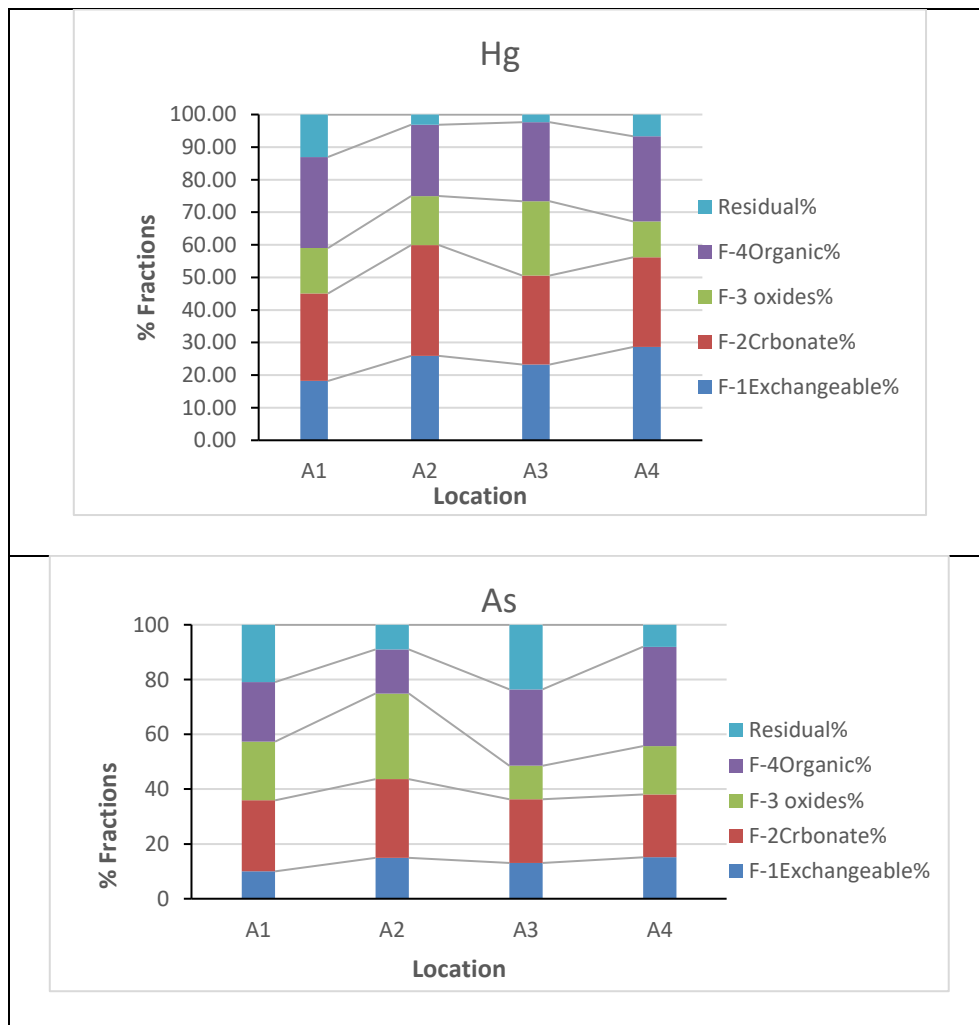 Hg
100.00
90.00
80.00
70.00
60.00
50.00
40.00
30.00
20.00
10.00
0.00
% Fractions
A1 A2 A3 A4
Location
Residual%
F-4Organic%
F-3 oxides%
F-2Crbonate%
F-1Exchangeable%
As
100
80
60
40
20
0
% Fractions
A1 A2 A3 A4
Location
Residual%
F-4Organic%
F-3 oxides%
F-2Crbonate%
F-1Exchangeable%